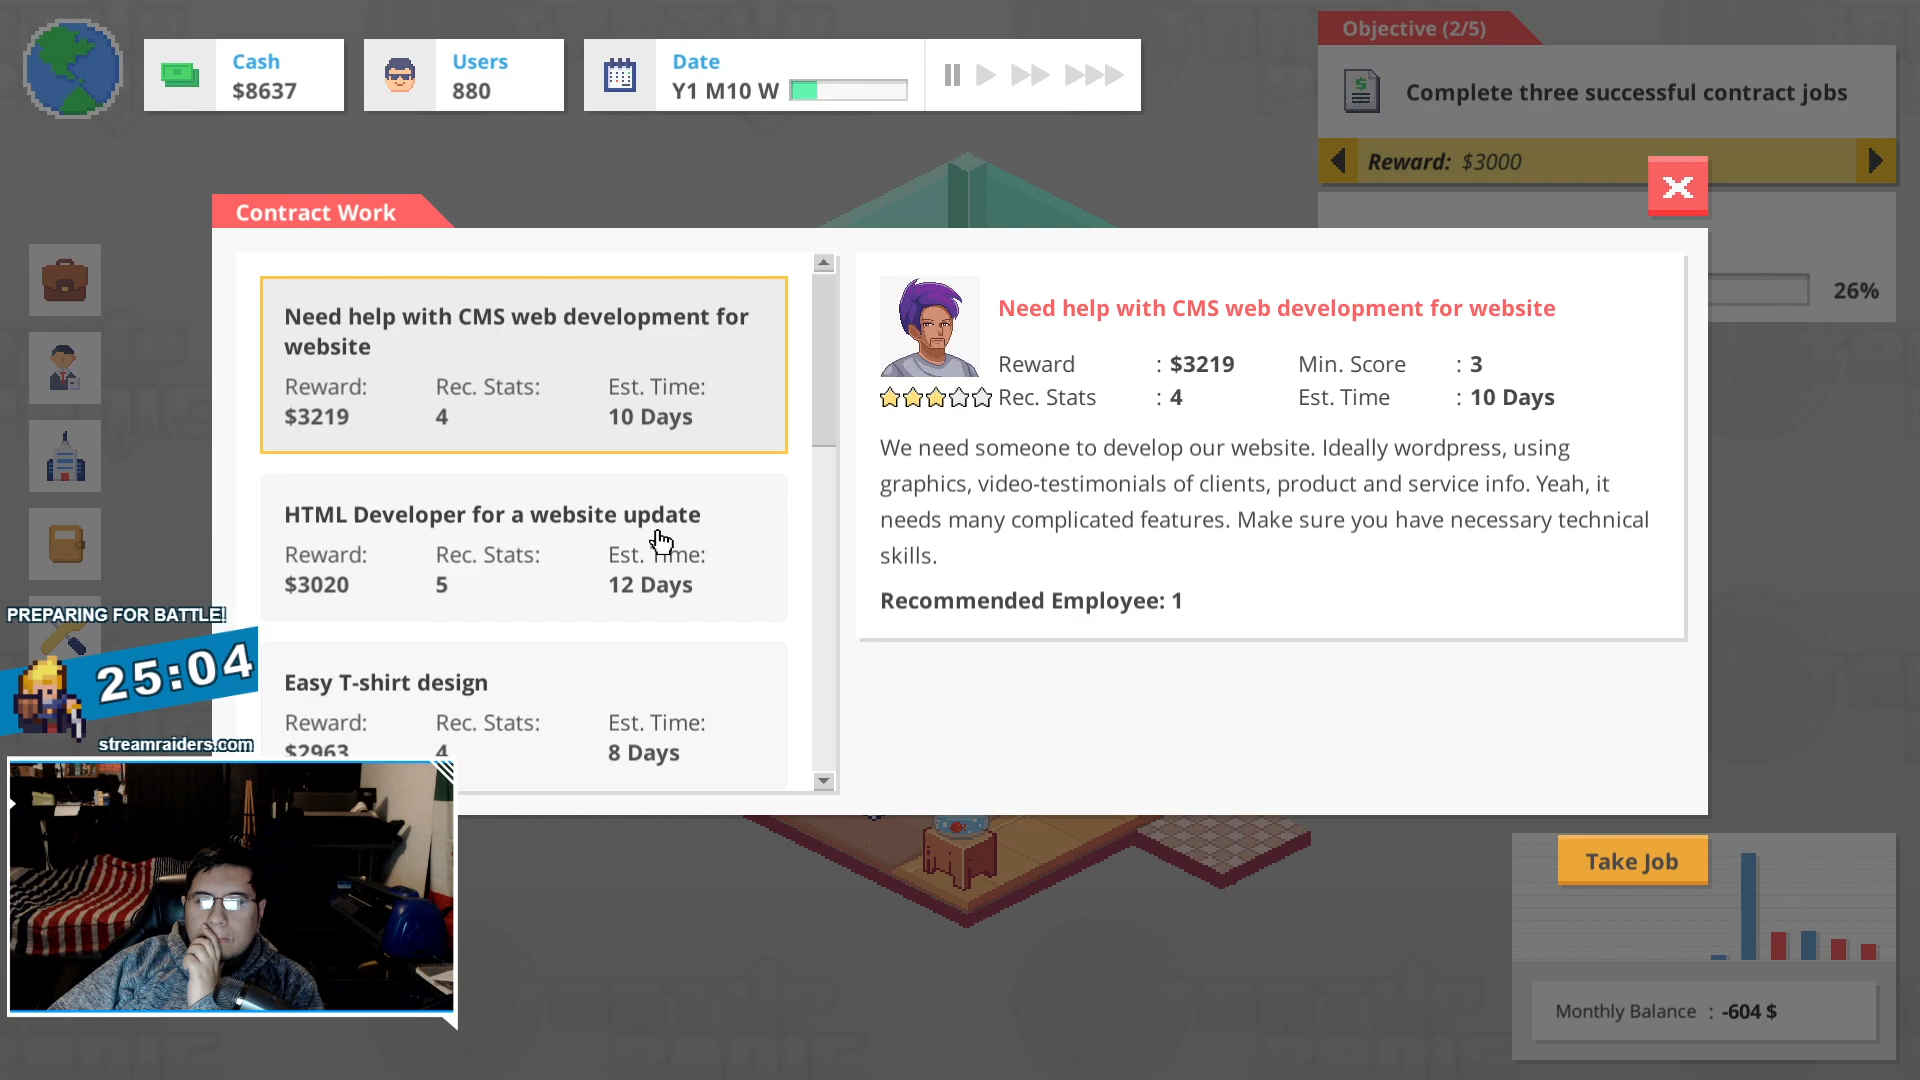 Cash
$8637
Users
880
Date
Y1 M10 W
Objective (2/5)
Complete three successful contract jobs
Reward: $3000
26%
Contract Work
Need help with CMS web development for
website
Reward: Rec. Stats: Est. Time:
$3219 4 10 Days
HTML Developer for a website update
Reward: Rec. Stats: Est. Time:
$3020 5 12 Days
Easy T-shirt design
Reward: Rec. Stats: Est. Time:
$2963 4 8 Days
Need help with CMS web development for website
Reward : $3219 Min. Score : 3
Rec. Stats : 4 Est. Time : 10 Days
We need someone to develop our website. Ideally wordpress, using
graphics, video-testimonials of clients, product and service info. Yeah, it
needs many complicated features. Make sure you have necessary technical
skills.
Recommended Employee: 1
PREPARING FOR BATTLE!
25:04
streamraiders.com
Take Job
Monthly Balance : -604 $